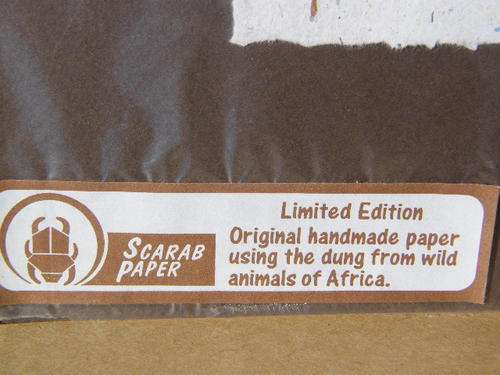 Limited Edition
SCARAB
PAPER
Original handmade paper
using the dung from wild
animals of Africa.